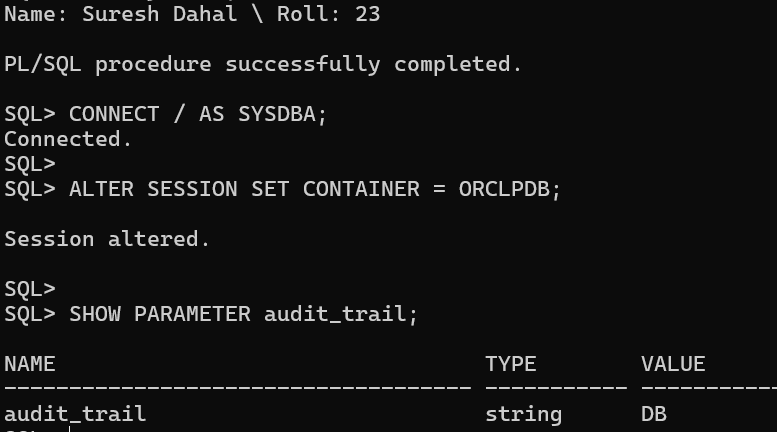 Name: Suresh Dahal \ Roll: 23
PL/SQL procedure successfully completed.
SQL> CONNECT / AS SYSDBA;
Connected.
SQL>
SQL> ALTER SESSION SET CONTAINER = ORCLPDB;
Session altered.
SQL>
SQL> SHOW PARAMETER audit_trail;
NAME                                 TYPE        VALUE
------------------------------------ ----------- ----------
audit_trail                          string      DB